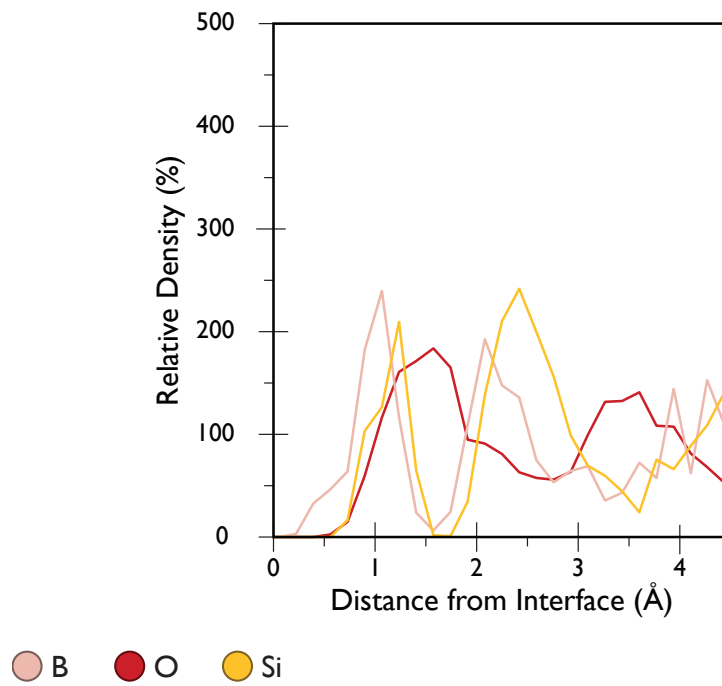 500
400
300
200
100
0
Relative Density (%)
0 1 2 3 4
Distance from Interface (Å)
B O Si